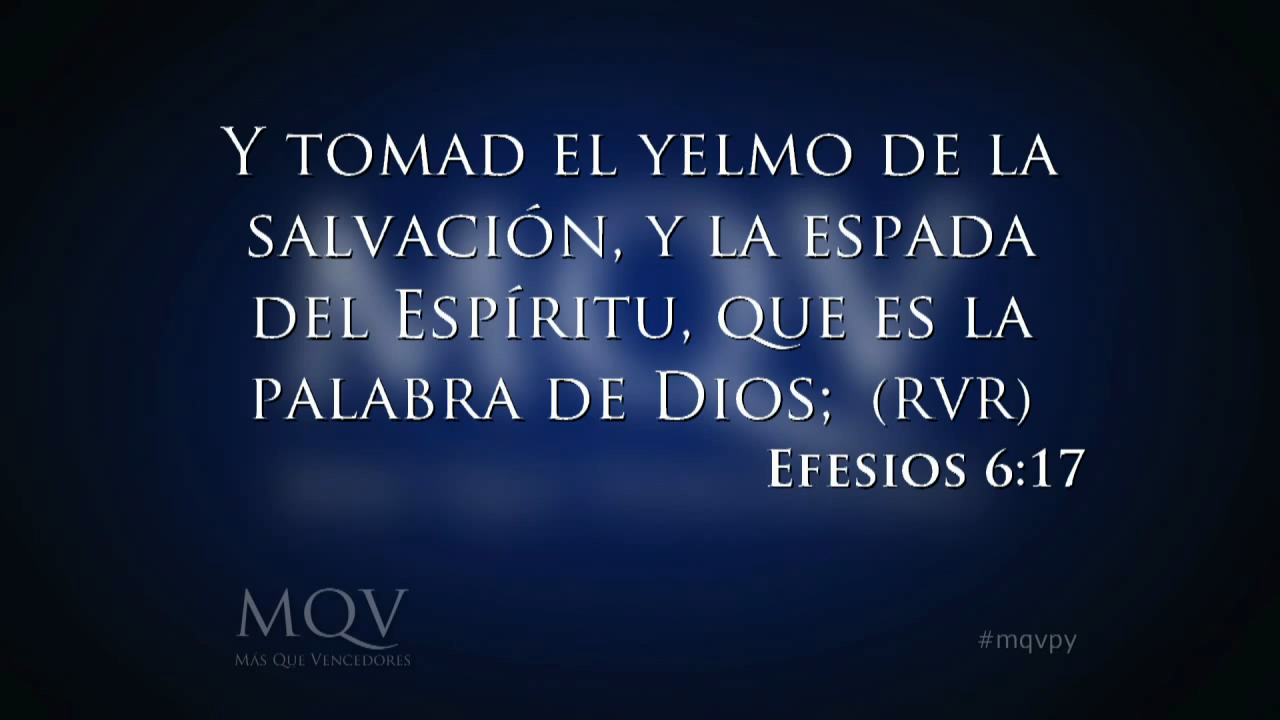 Y TOMAD EL YELMO DE LA
SALVACIÓN, Y LA ESPADA
DEL ESPÍRITU, QUE ES LA
PALABRA DE DIOS; (RVR)
EFESIOS 6:17
MQV
MÁS QUE VENCEDORES
#mqvpy